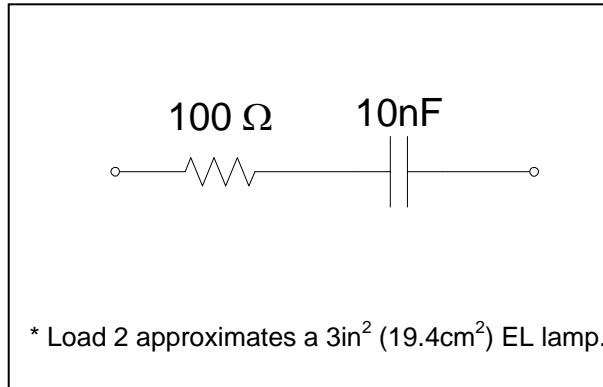 100 Ω 10nF
* Load 2 approximates a 3in² (19.4cm²) EL lamp.